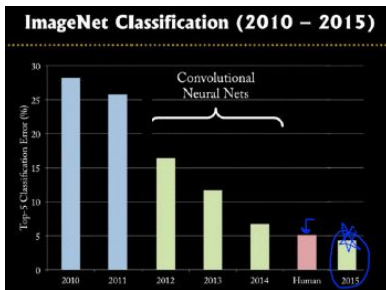 ImageNet Classification (2010 – 2015)
Convolutional
Neural Nets
Top-5 Classification Error (%)
30
25
20
15
10
5
0
2010 2011 2012 2013 2014 Human 2015